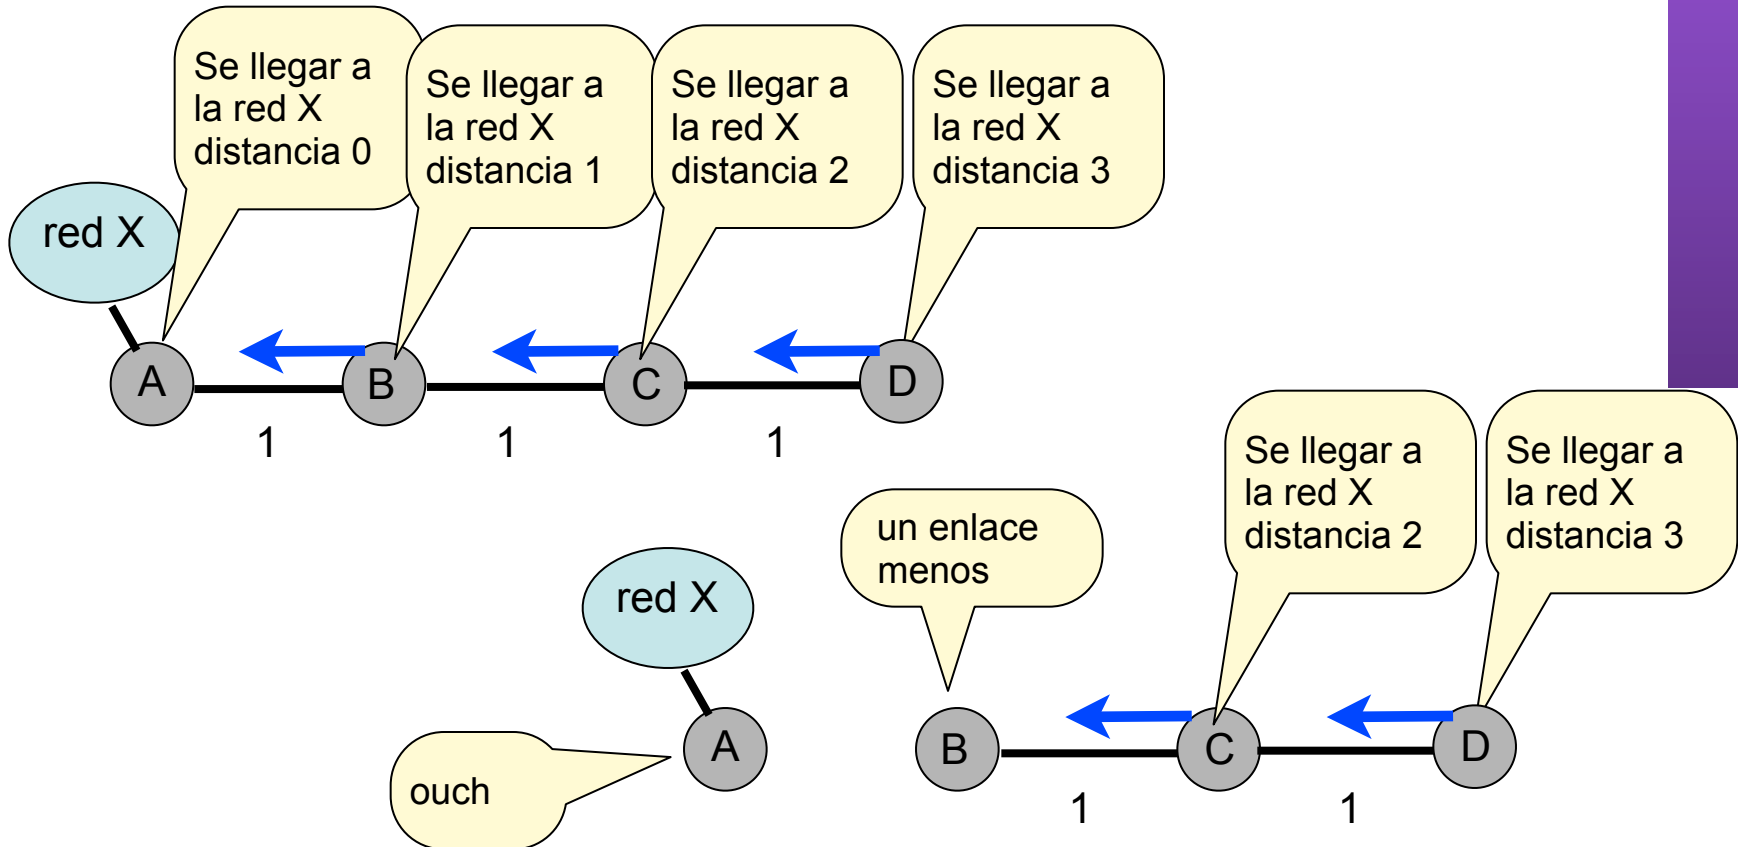 Se llegar a
la red X
distancia 0
Se llegar a
la red X
distancia 1
Se llegar a
la red X
distancia 2
Se llegar a
la red X
distancia 3
red X
A
B
C
D
1
1
1
Se llegar a
la red X
distancia 2
Se llegar a
la red X
distancia 3
un enlace
menos
red X
A
B
C
D
ouch
1
1